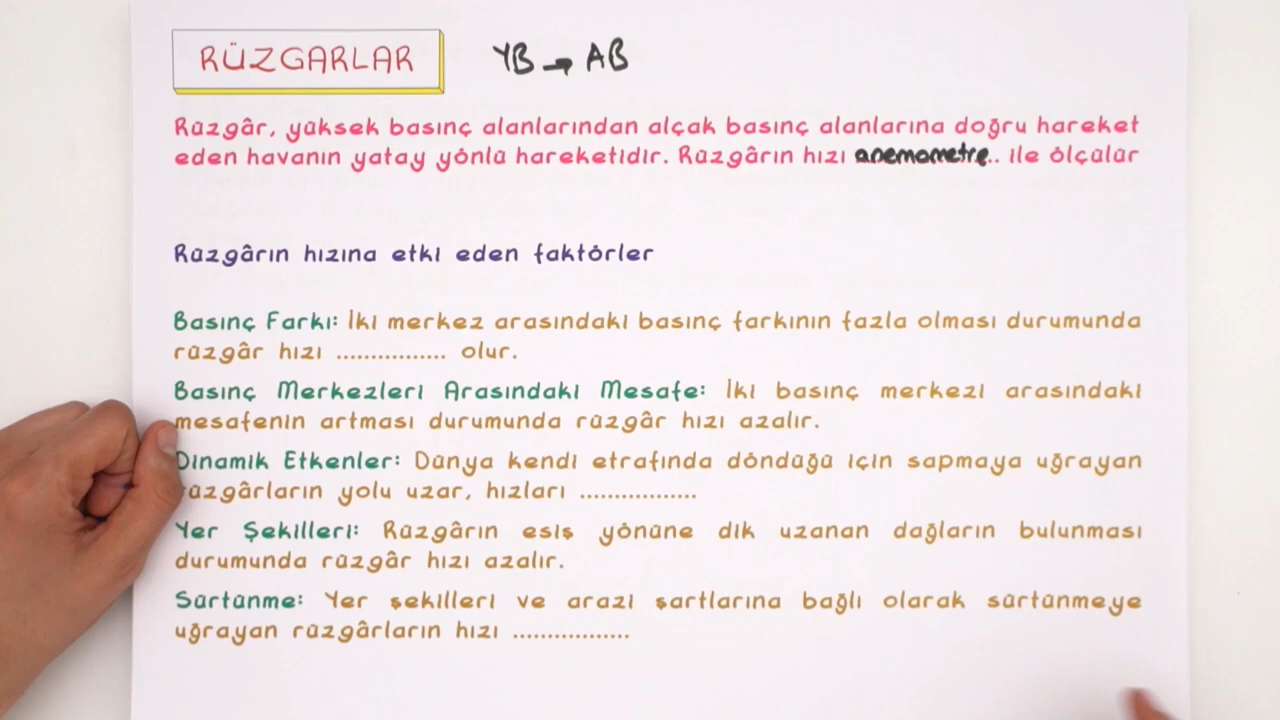 RÜZGARLAR YB → AB
Rüzgâr, yüksek basınç alanlarından alçak basınç alanlarına doğru hareket
eden havanın yatay yönlü hareketidir. Rüzgârın hızı anemometre.. ile ölçülür
Rüzgârın hızına etki eden faktörler
Basınç Farkı: İki merkez arasındaki basınç farkının fazla olması durumunda
rüzgâr hızı ................ olur.
Basınç Merkezleri Arasındaki Mesafe: İki basınç merkezi arasındaki
mesafenin artması durumunda rüzgâr hızı azalır.
Dinamik Etkenler: Dünya kendi etrafında döndüğü için sapmaya uğrayan
rüzgârların yolu uzar, hızları .................
Yer Şekilleri: Rüzgârın esiş yönüne dik uzanan dağların bulunması
durumunda rüzgâr hızı azalır.
Sürtünme: Yer şekilleri ve arazi şartlarına bağlı olarak sürtünmeye
uğrayan rüzgârların hızı .................